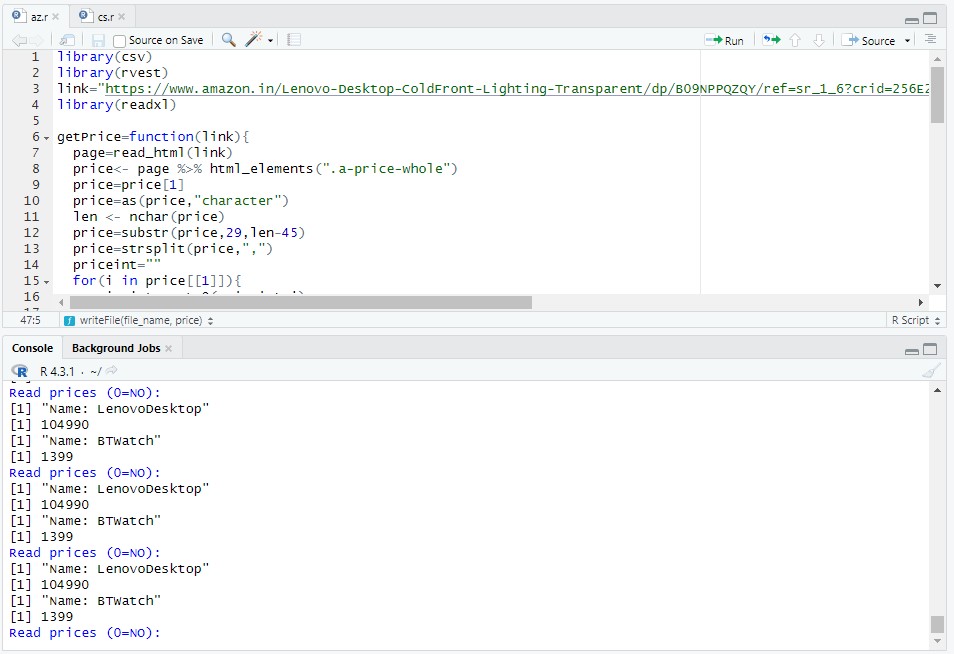 az.r cs.r
Source on Save Run Source
1 library(csv)
2 library(rvest)
3 link="https://www.amazon.in/Lenovo-Desktop-ColdFront-Lighting-Transparent/dp/B09NPPQZQY/ref=sr_1_6?crid=256E2
4 library(readxl)
5
6 getPrice=function(link){
7 page=read_html(link)
8 price<- page %>% html_elements(".a-price-whole")
9 price=price[1]
10 price=as(price,"character")
11 len <- nchar(price)
12 price=substr(price,29,len-45)
13 price=strsplit(price,",")
14 priceint=""
15 for(i in price[[1]]){
16
47:5 writeFile(file_name, price) R Script
Console Background Jobs
R 4.3.1 · ~/
Read prices (0=NO):
[1] "Name: LenovoDesktop"
[1] 104990
[1] "Name: BTWatch"
[1] 1399
Read prices (0=NO):
[1] "Name: LenovoDesktop"
[1] 104990
[1] "Name: BTWatch"
[1] 1399
Read prices (0=NO):
[1] "Name: LenovoDesktop"
[1] 104990
[1] "Name: BTWatch"
[1] 1399
Read prices (0=NO):